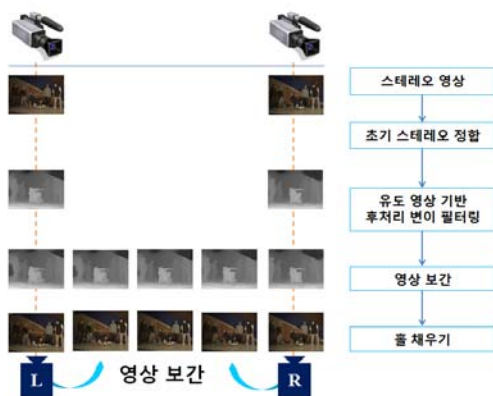 스테레오 영상
초기 스테레오 정합
유도 영상 기반
후처리 변이 필터링
영상 보간
홀 채우기
L
영상 보간
R